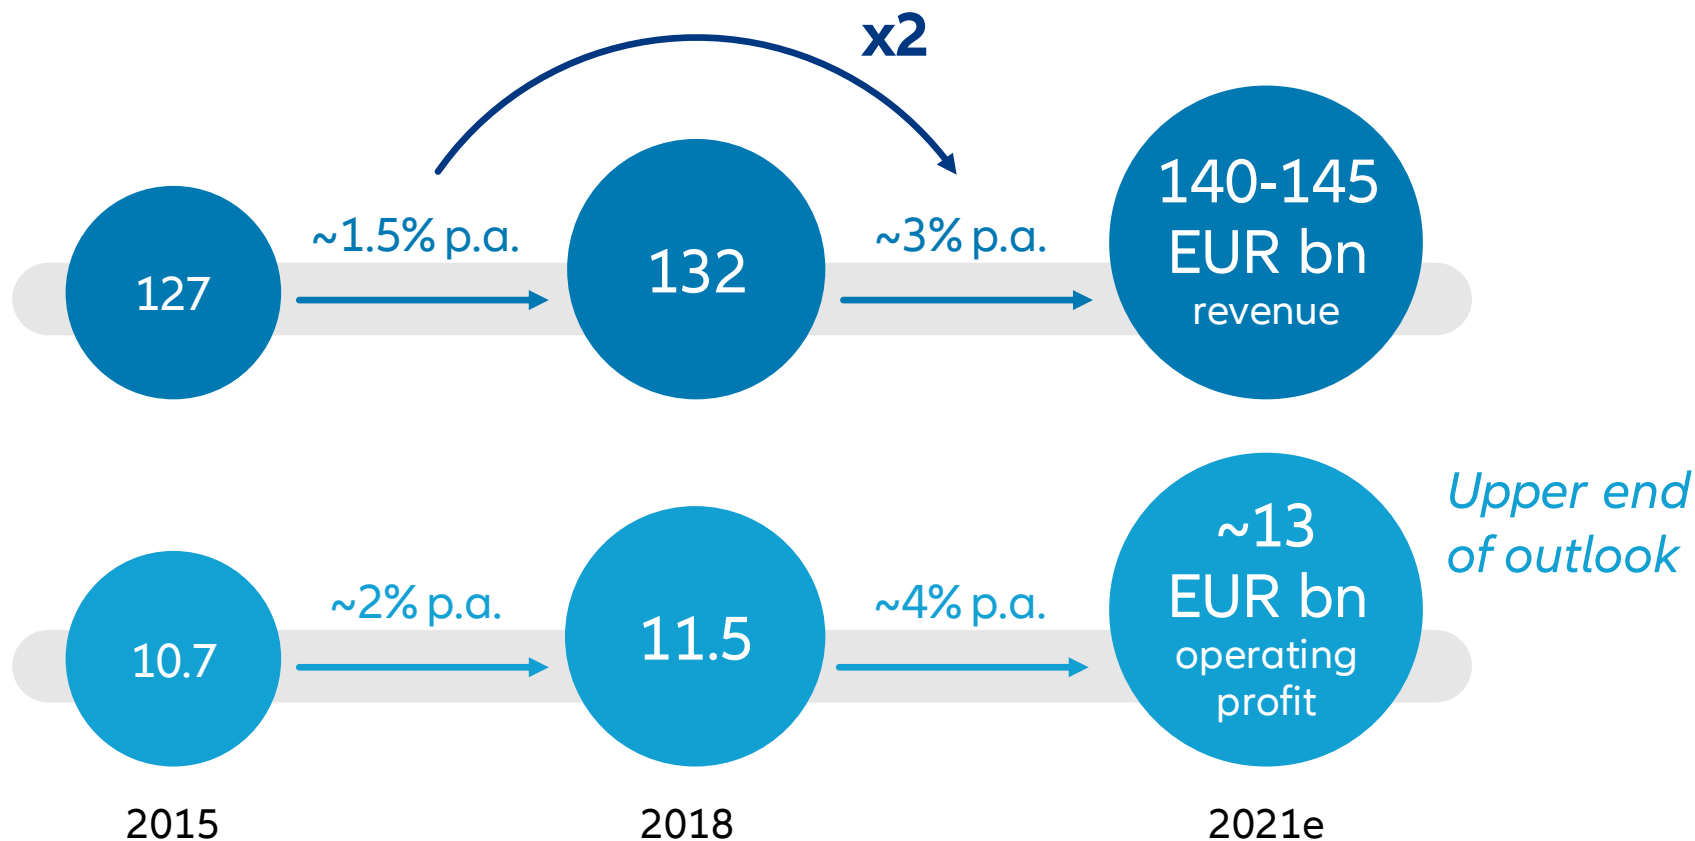 x2
~1.5% p.a.
~3% p.a.
127
132
140-145
EUR bn
revenue
Upper end
of outlook
~2% p.a.
~4% p.a.
10.7
11.5
~13
EUR bn
operating
profit
2015
2018
2021e